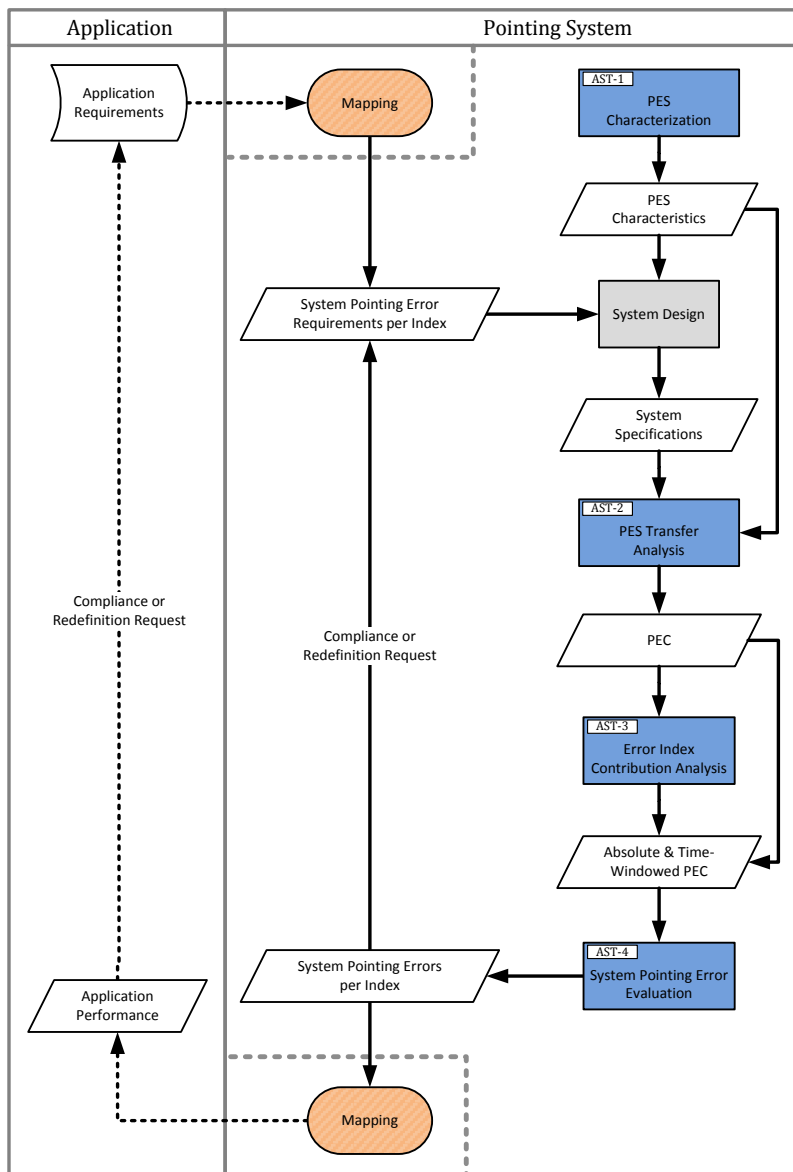 Application
Pointing System
Application
Requirements
Mapping
AST-1
PES
Characterization
PES
Characteristics
System Pointing Error
Requirements per Index
System Design
System
Specifications
AST-2
PES Transfer
Analysis
Compliance or
Redefinition Request
Compliance or
Redefinition Request
PEC
AST-3
Error Index
Contribution Analysis
Absolute & Time-
Windowed PEC
AST-4
System Pointing Error
Evaluation
System Pointing Errors
per Index
Application
Performance
Mapping